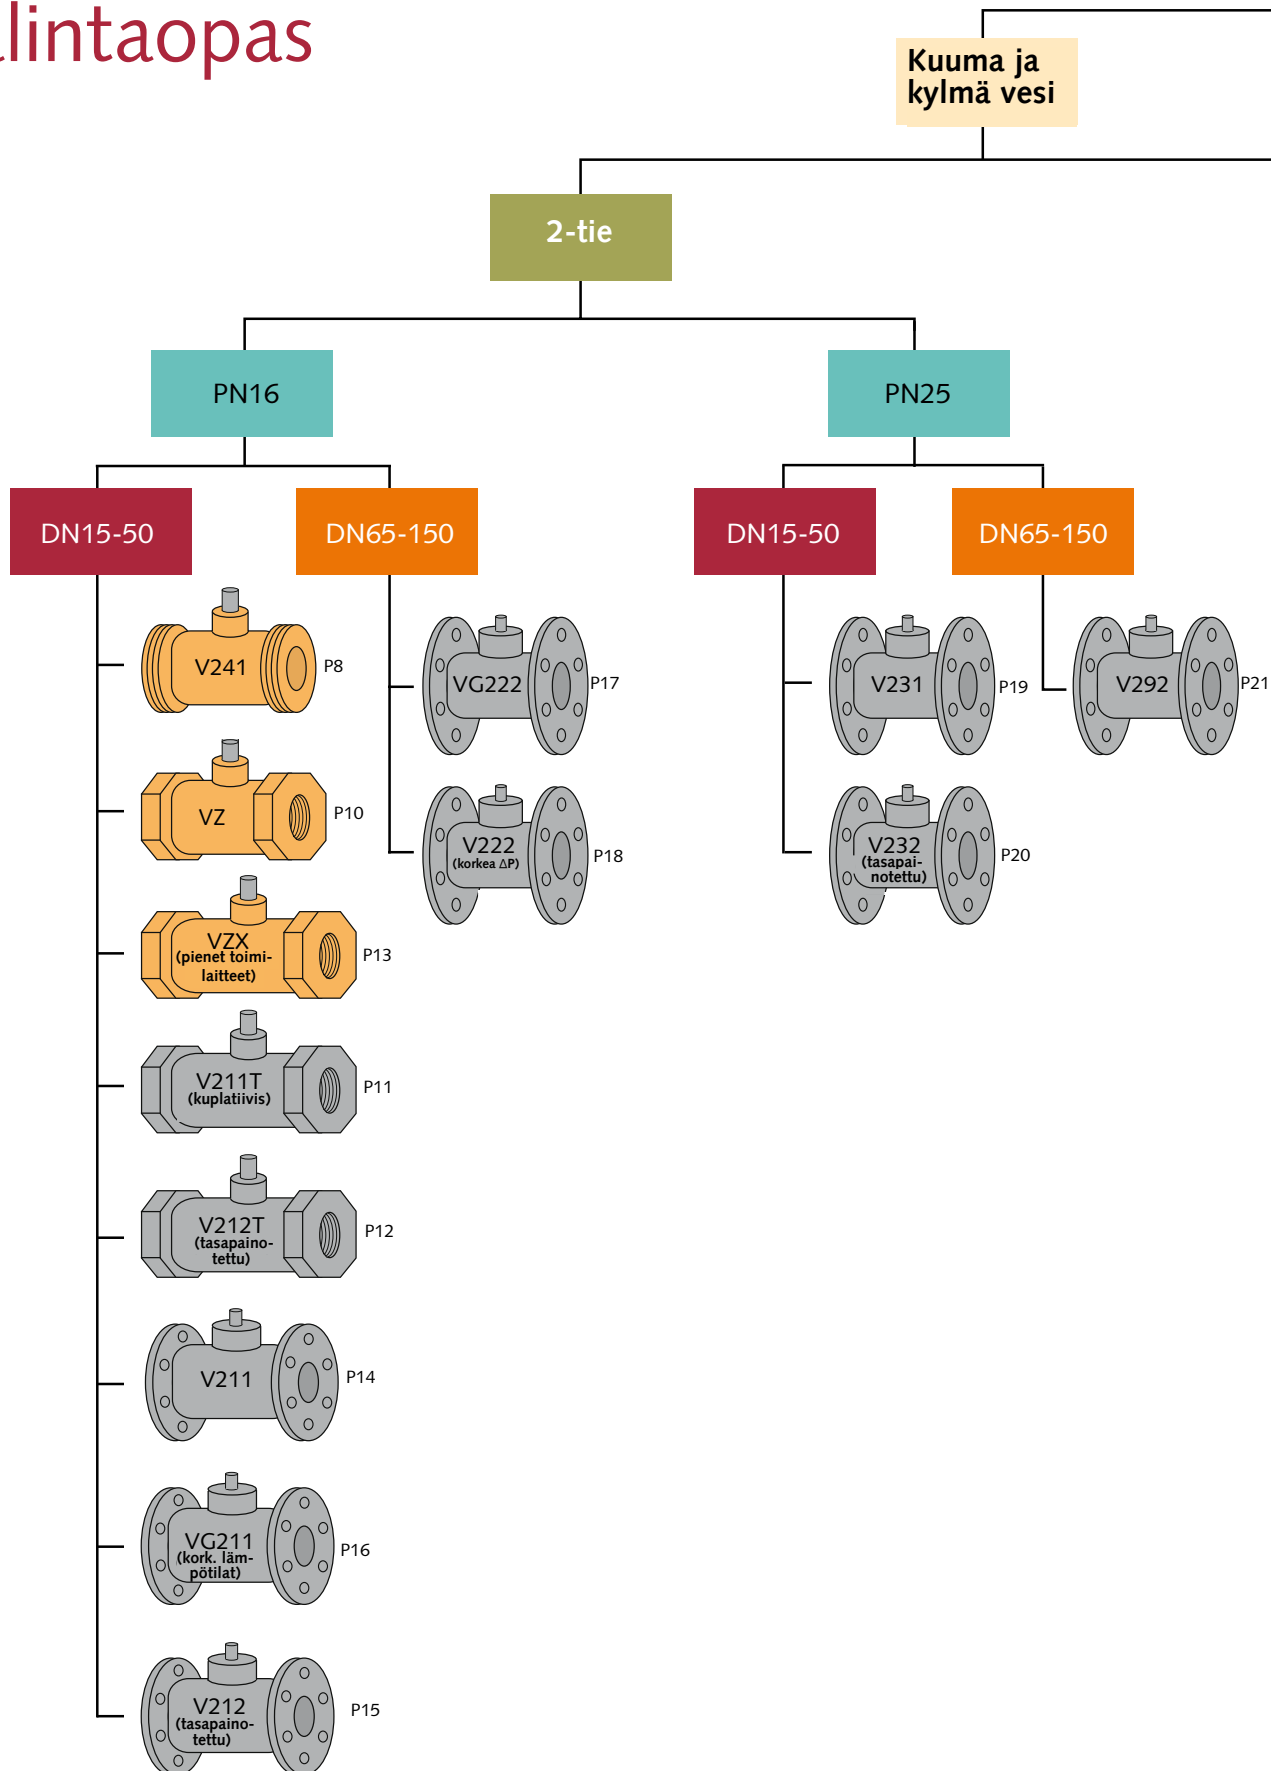 lintaopas
Kuuma ja
kylmä vesi
2-tie
PN16
PN25
DN15-50
DN65-150
DN15-50
DN65-150
V241
P8
VG222
P17
V231
P19
V292
P21
VZ
P10
V222
(korkea ΔP)
P18
V232
(tasapai-
notettu)
P20
VZX
(pienet toimi-
laitteet)
P13
V211T
(kuplatiivis)
P11
V212T
(tasapaino-
tettu)
P12
V211
P14
VG211
(kork. läm-
pötilat)
P16
V212
(tasapaino-
tettu)
P15